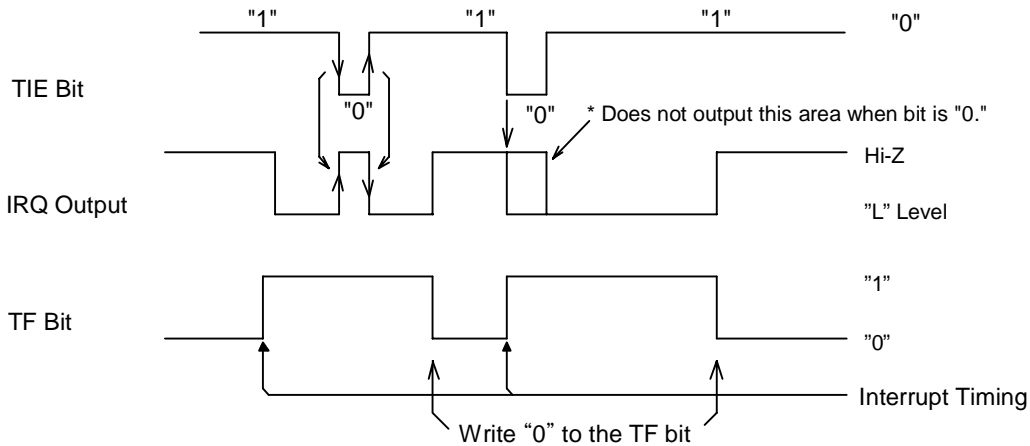 "1" "1" "1" "0"
TIE Bit
"0" "0" * Does not output this area when bit is "0."
Hi-Z
IRQ Output ”L” Level
”1”
TF Bit
”0”
Interrupt Timing
Write “0” to the TF bit